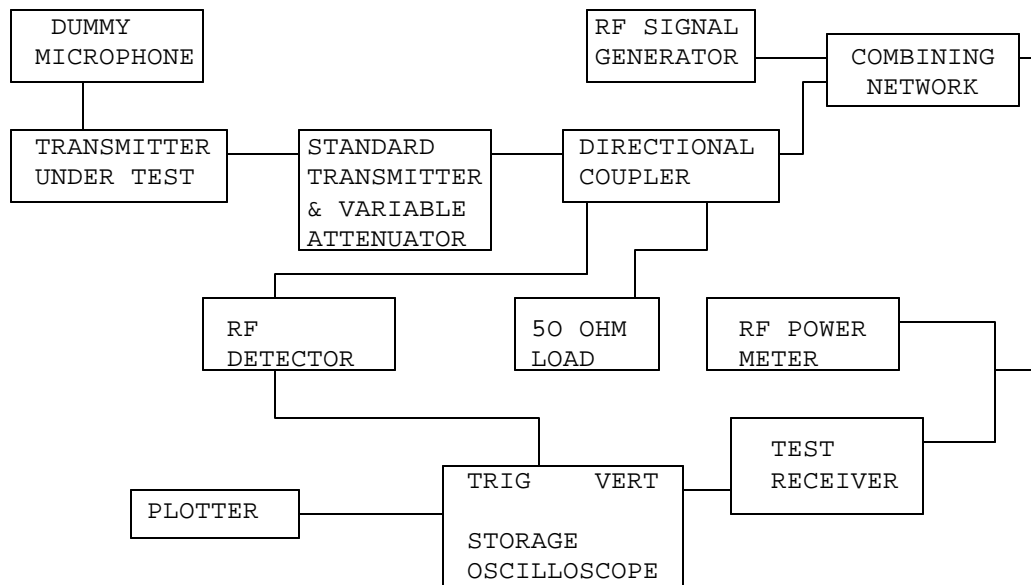 DUMMY
MICROPHONE
RF SIGNAL
GENERATOR
COMBINING
NETWORK
TRANSMITTER
UNDER TEST
STANDARD
TRANSMITTER
& VARIABLE
ATTENUATOR
DIRECTIONAL
COUPLER
RF
DETECTOR
50 OHM
LOAD
RF POWER
METER
TEST
RECEIVER
PLOTTER
TRIG VERT
STORAGE
OSCILLOSCOPE